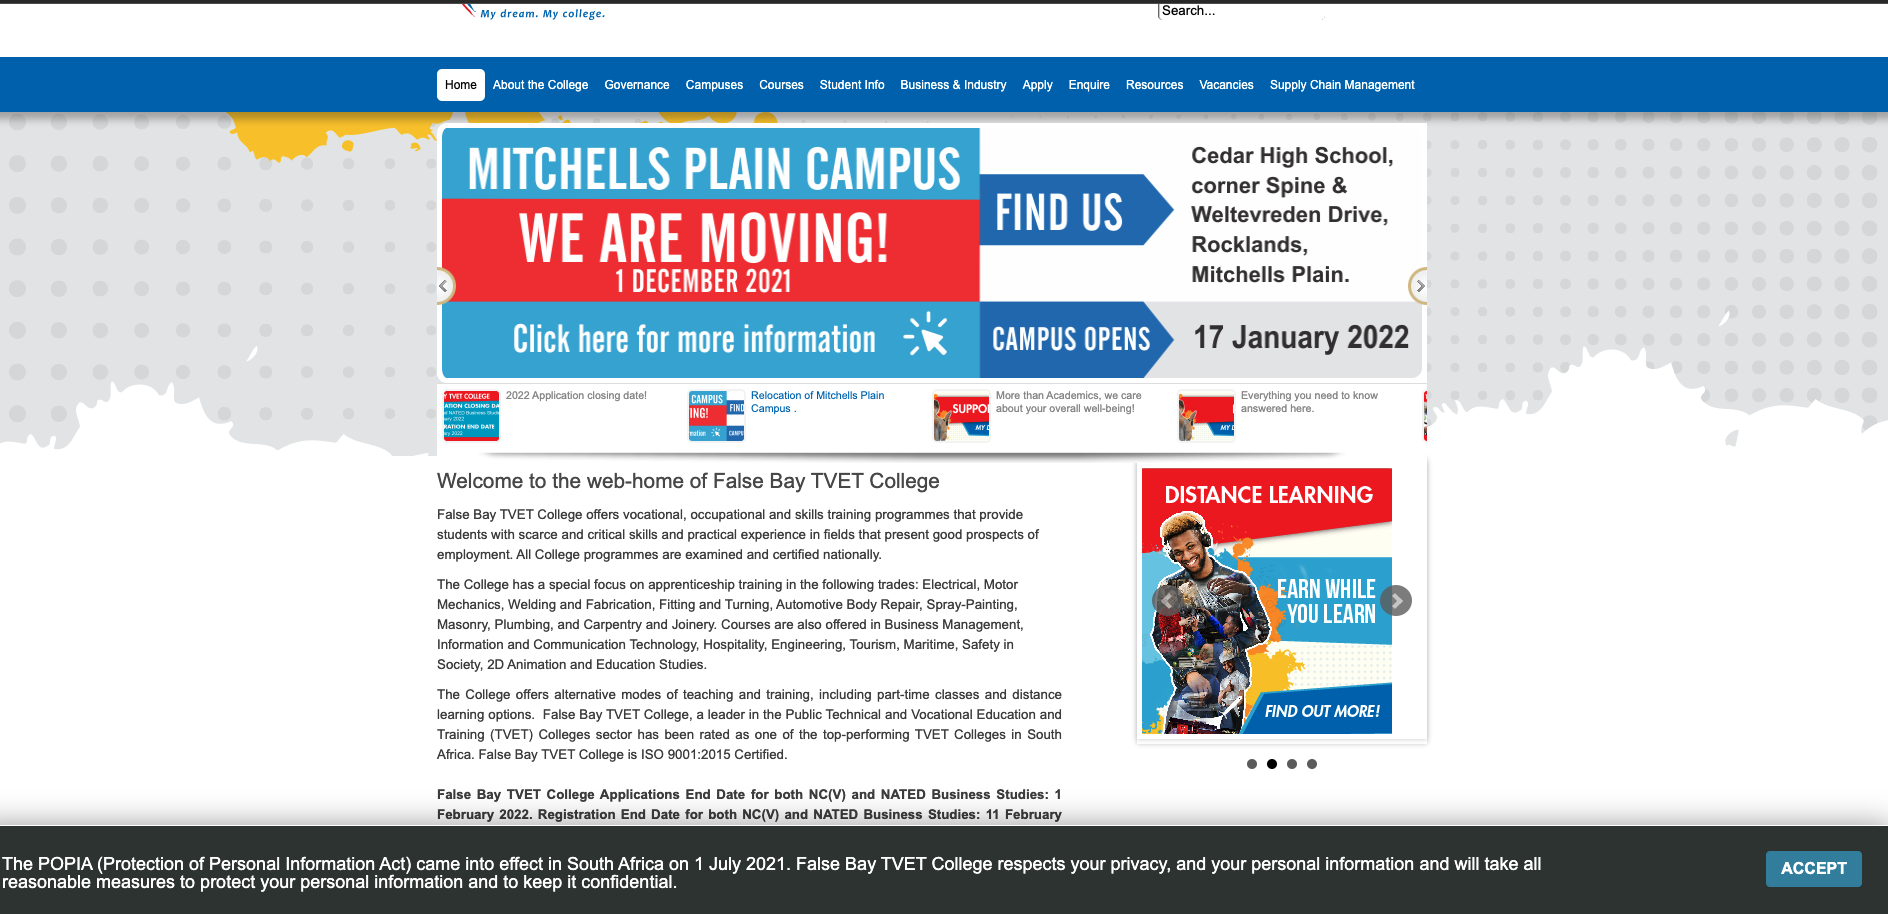 My dream. My college.
Search...
Home About the College Governance Campuses Courses Student Info Business & Industry Apply Enquire Resources Vacancies Supply Chain Management
MITCHELLS PLAIN CAMPUS
WE ARE MOVING!
1 DECEMBER 2021
Click here for more information
FIND US
Cedar High School,
corner Spine &
Weltevreden Drive,
Rocklands,
Mitchells Plain.
CAMPUS OPENS
17 January 2022
2022 Application closing date!
Relocation of Mitchells Plain
Campus .
More than Academics, we care
about your overall well-being!
Everything you need to know
answered here.
Welcome to the web-home of False Bay TVET College
False Bay TVET College offers vocational, occupational and skills training programmes that provide
students with scarce and critical skills and practical experience in fields that present good prospects of
employment. All College programmes are examined and certified nationally.
The College has a special focus on apprenticeship training in the following trades: Electrical, Motor
Mechanics, Welding and Fabrication, Fitting and Turning, Automotive Body Repair, Spray-Painting,
Masonry, Plumbing, and Carpentry and Joinery. Courses are also offered in Business Management,
Information and Communication Technology, Hospitality, Engineering, Tourism, Maritime, Safety in
Society, 2D Animation and Education Studies.
The College offers alternative modes of teaching and training, including part-time classes and distance
learning options. False Bay TVET College, a leader in the Public Technical and Vocational Education and
Training (TVET) Colleges sector has been rated as one of the top-performing TVET Colleges in South
Africa. False Bay TVET College is ISO 9001:2015 Certified.
False Bay TVET College Applications End Date for both NC(V) and NATED Business Studies: 1
February 2022. Registration End Date for both NC(V) and NATED Business Studies: 11 February
DISTANCE LEARNING
EARN WHILE
YOU LEARN
FIND OUT MORE!
The POPIA (Protection of Personal Information Act) came into effect in South Africa on 1 July 2021. False Bay TVET College respects your privacy, and your personal information and will take all
reasonable measures to protect your personal information and to keep it confidential.
ACCEPT